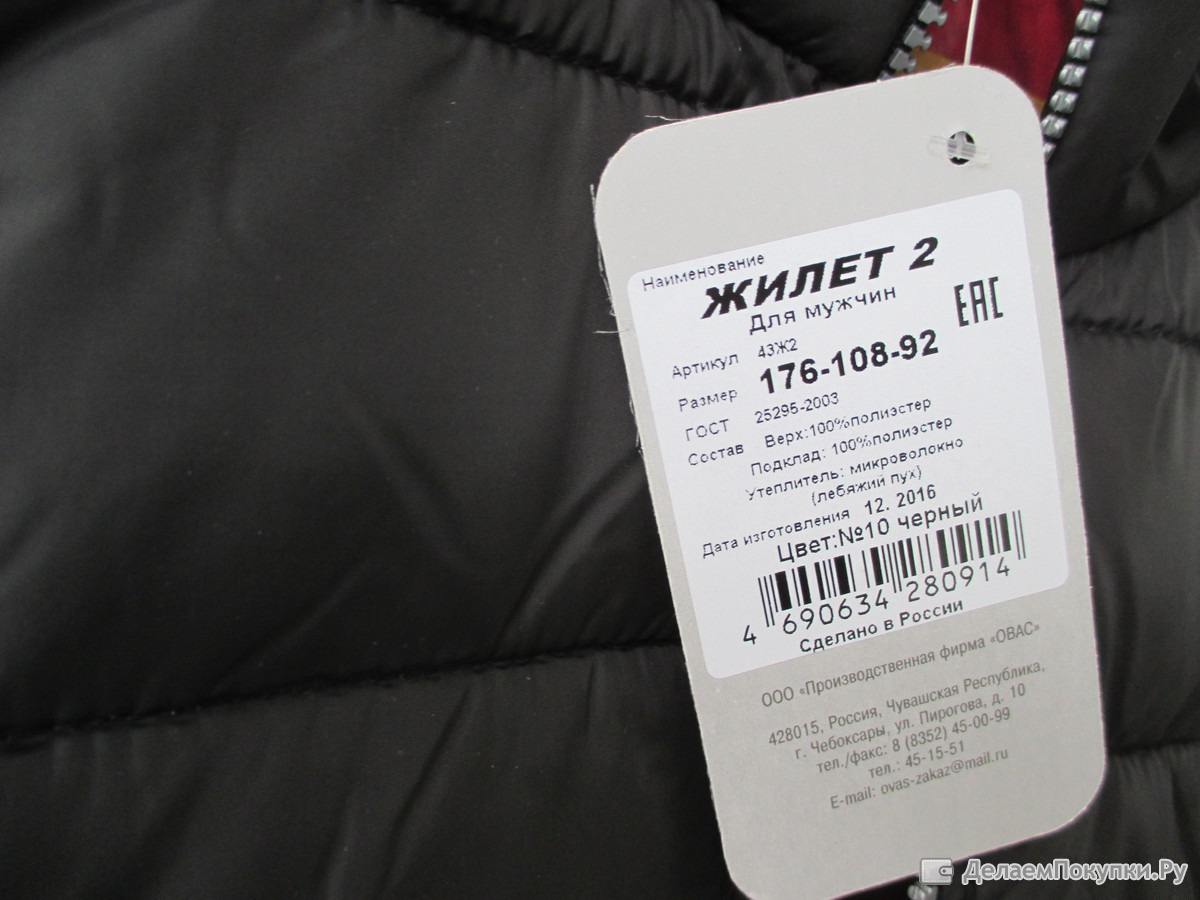 Наименование
ЖИЛЕТ 2
Для мужчин
EAC
Артикул 43Ж2
Размер 176-108-92
ГОСТ 25295-2003
Состав Верх:100%полиэстер
Подклад: 100%полиэстер
Утеплитель: микроволокно
(лебяжий пух)
Дата изготовления 12. 2016
Цвет:№10 черный
4 690634 280914
Сделано в России
ООО «Производственная фирма «ОВАС»
428015, Россия, Чувашская Республика,
г. Чебоксары, ул. Пирогова, д. 10
тел./факс: 8 (8352) 45-00-99
тел.: 45-15-51
E-mail: ovas-zakaz@mail.ru
ДелаемПокупки.Ру